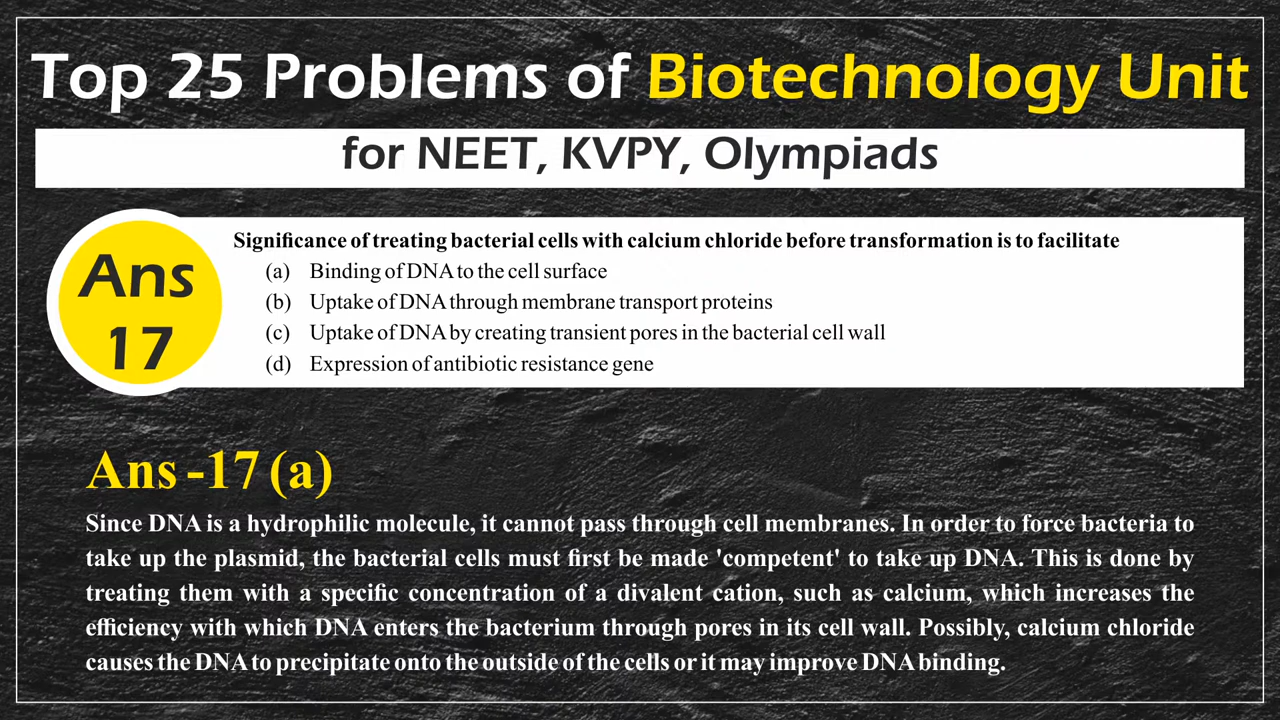 Top 25 Problems of Biotechnology Unit
for NEET, KVPY, Olympiads
Ans
17
Significance of treating bacterial cells with calcium chloride before transformation is to facilitate
(a) Binding of DNA to the cell surface
(b) Uptake of DNA through membrane transport proteins
(c) Uptake of DNA by creating transient pores in the bacterial cell wall
(d) Expression of antibiotic resistance gene
Ans -17 (a)
Since DNA is a hydrophilic molecule, it cannot pass through cell membranes. In order to force bacteria to
take up the plasmid, the bacterial cells must first be made 'competent' to take up DNA. This is done by
treating them with a specific concentration of a divalent cation, such as calcium, which increases the
efficiency with which DNA enters the bacterium through pores in its cell wall. Possibly, calcium chloride
causes the DNA to precipitate onto the outside of the cells or it may improve DNA binding.